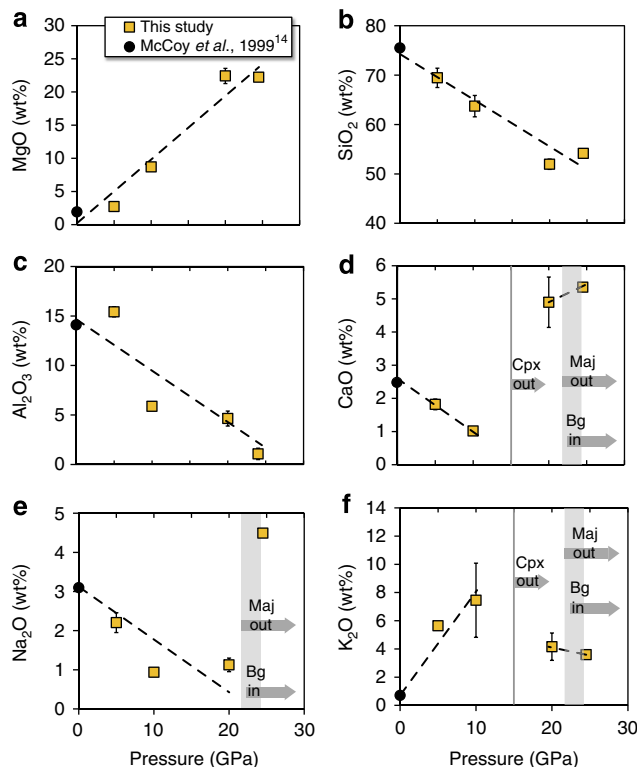 a
This study
McCoy et al., 1999¹⁴
MgO (wt%)
30
25
20
15
10
5
0
b
SiO₂ (wt%)
80
70
60
50
40
c
Al₂O₃ (wt%)
20
15
10
5
0
d
CaO (wt%)
6
5
4
3
2
1
0
Cpx
out
Maj
out
Bg
in
e
Na₂O (wt%)
5
4
3
2
1
0
Maj
out
Bg
in
0 10 20 30
Pressure (GPa)
f
K₂O (wt%)
14
12
10
8
6
4
2
0
Cpx
out
Maj
out
Bg
in
0 10 20 30
Pressure (GPa)